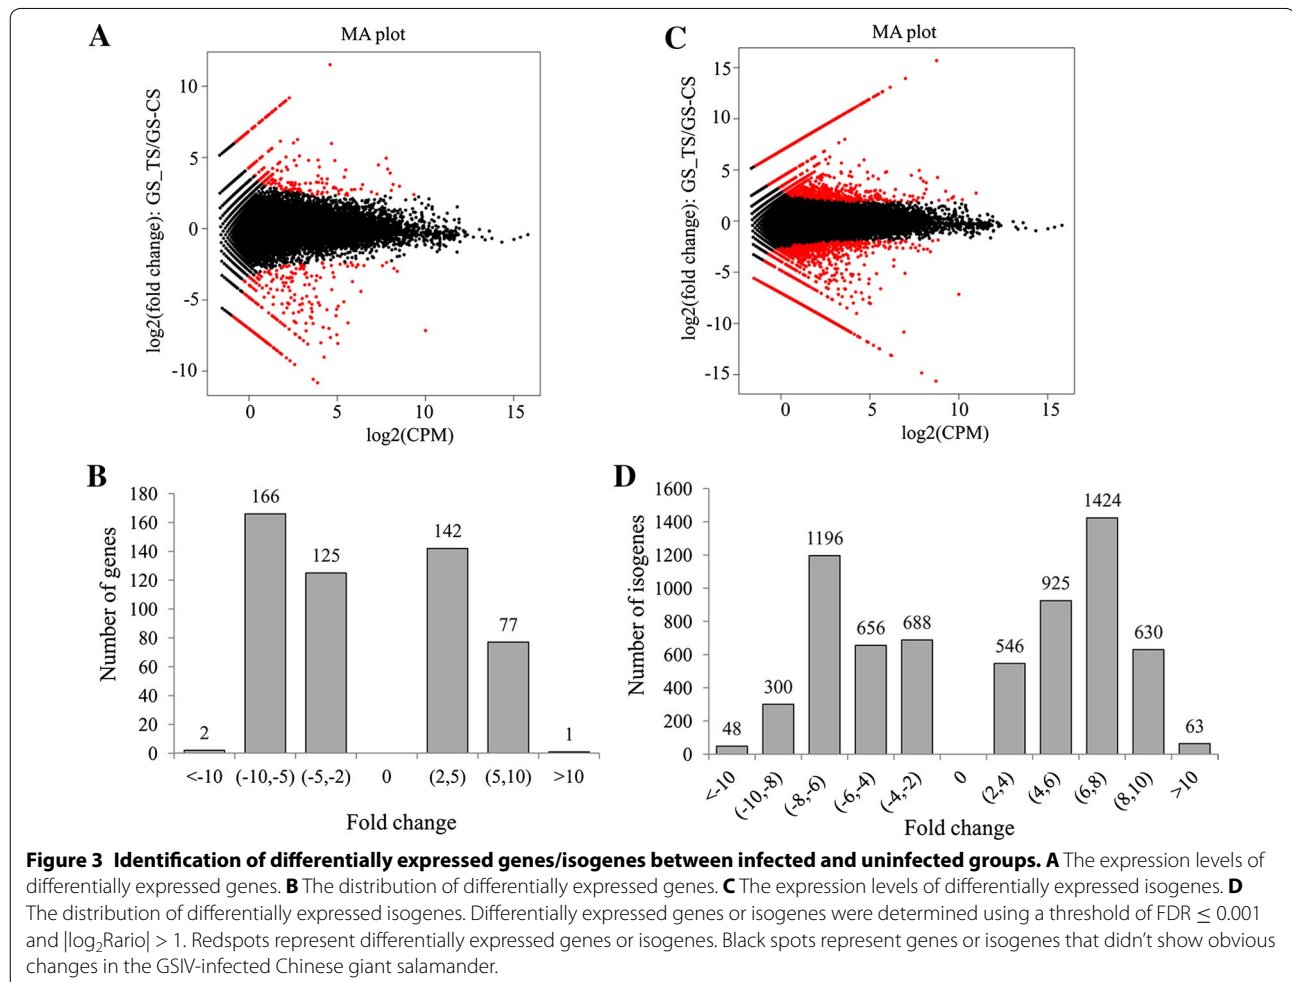 A
MA plot
log2(fold change): GS_TS/GS-CS
10
5
0
-5
-10
0 5 10 15
log2(CPM)
C
MA plot
log2(fold change): GS_TS/GS-CS
15
10
5
0
-5
-10
-15
0 5 10 15
log2(CPM)
B
Number of genes
180
160
140
120
100
80
60
40
20
0
2 166 125 142 77 1
<-10 (-10,-5) (-5,-2) 0 (2,5) (5,10) >10
Fold change
D
Number of isogenes
1600
1400
1200
1000
800
600
400
200
0
48 300 1196 656 688 546 925 1424 630 63
<-10 (-10,-8) (-8,-6) (-6,-4) (-4,-2) 0 (2,4) (4,6) (6,8) (8,10) >10
Fold change
Figure 3 Identification of differentially expressed genes/isogenes between infected and uninfected groups. A The expression levels of
differentially expressed genes. B The distribution of differentially expressed genes. C The expression levels of differentially expressed isogenes. D
The distribution of differentially expressed isogenes. Differentially expressed genes or isogenes were determined using a threshold of FDR ≤ 0.001
and |log₂Rario| > 1. Redspots represent differentially expressed genes or isogenes. Black spots represent genes or isogenes that didn't show obvious
changes in the GSIV-infected Chinese giant salamander.